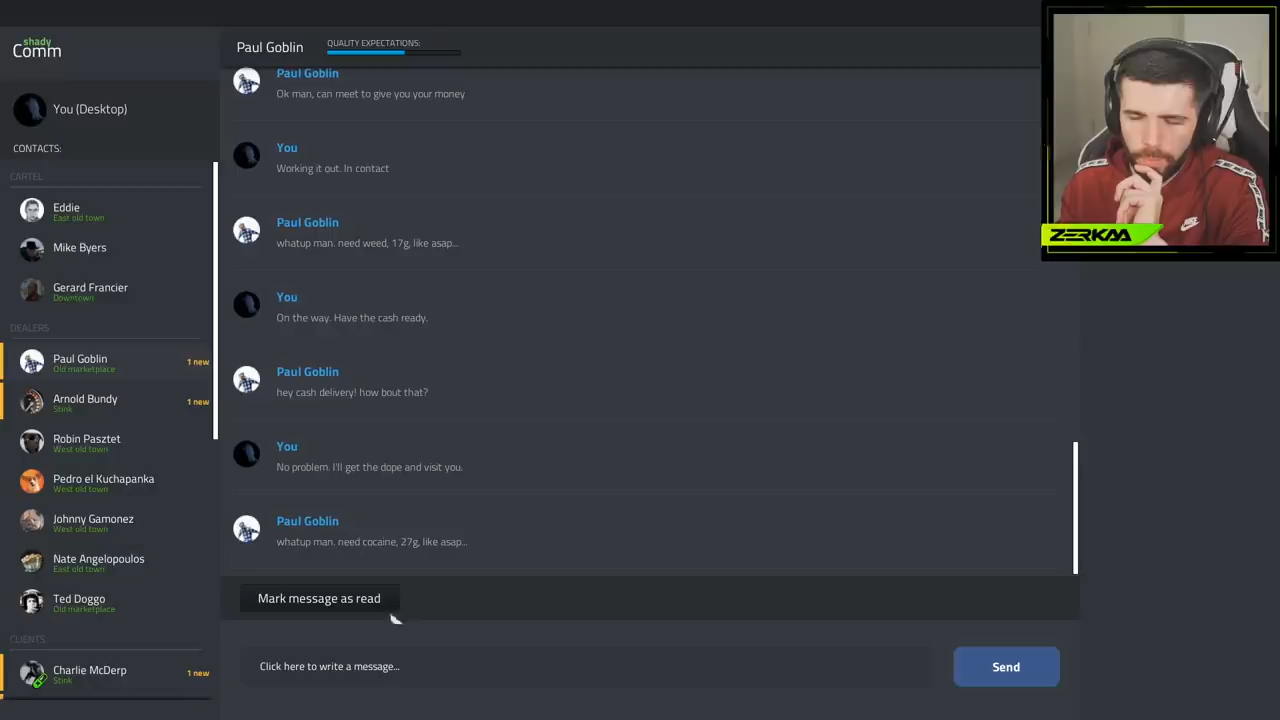 shady
Comm
You (Desktop)
CONTACTS:
CARTEL
Eddie
East old town
Mike Byers
Gerard Francier
Downtown
DEALERS
Paul Goblin
Old marketplace
1 new
Arnold Bundy
Stink
1 new
Robin Pasztet
West old town
Pedro el Kuchapanka
West old town
Johnny Gamonez
West old town
Nate Angelopoulos
East old town
Ted Doggo
Old marketplace
CLIENTS
Charlie McDerp
Stink
1 new
Paul Goblin
QUALITY EXPECTATIONS:
Paul Goblin
Ok man, can meet to give you your money
You
Working it out. In contact
Paul Goblin
whatup man. need weed, 17g, like asap...
You
On the way. Have the cash ready.
Paul Goblin
hey cash delivery! how bout that?
You
No problem. I'll get the dope and visit you.
Paul Goblin
whatup man. need cocaine, 27g, like asap...
Mark message as read
Click here to write a message...
Send
ZERKAA